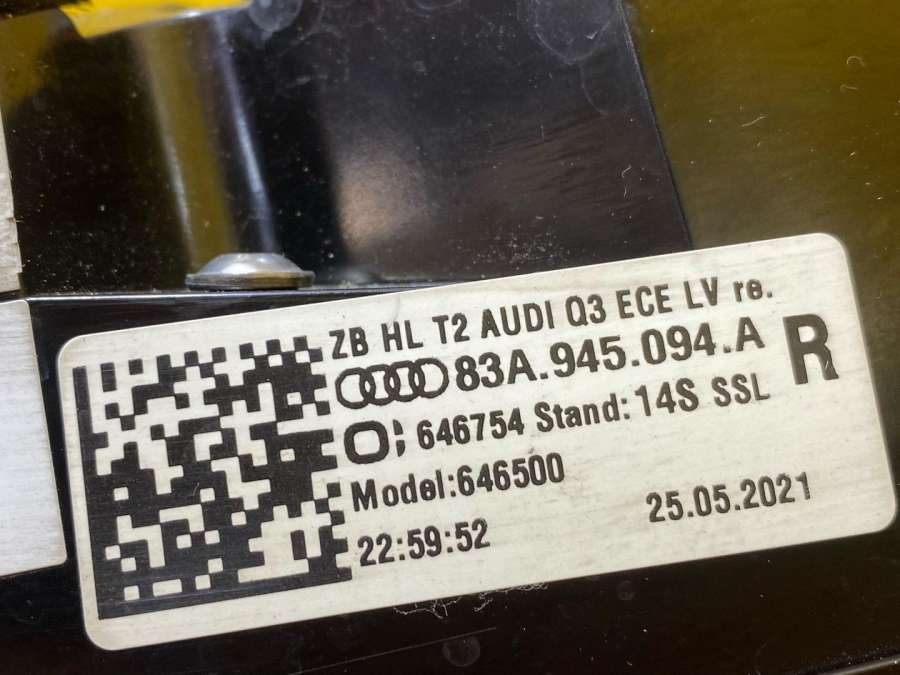 ZB HL T2 AUDI Q3 ECE LV re.
83A.945.094.A R
646754 Stand:14S SSL
Model:646500
22:59:52 25.05.2021